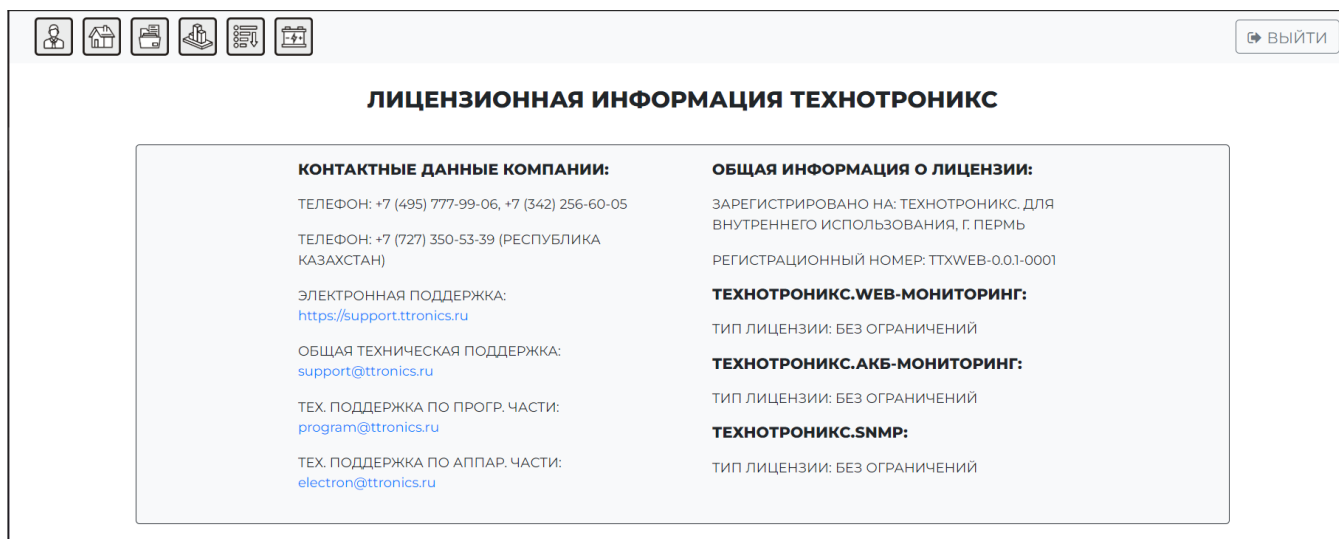 ВЫЙТИ
ЛИЦЕНЗИОННАЯ ИНФОРМАЦИЯ ТЕХНОТРОНИКС
КОНТАКТНЫЕ ДАННЫЕ КОМПАНИИ:
ТЕЛЕФОН: +7 (495) 777-99-06, +7 (342) 256-60-05
ТЕЛЕФОН: +7 (727) 350-53-39 (РЕСПУБЛИКА
КАЗАХСТАН)
ЭЛЕКТРОННАЯ ПОДДЕРЖКА:
https://support.ttronics.ru
ОБЩАЯ ТЕХНИЧЕСКАЯ ПОДДЕРЖКА:
support@ttronics.ru
ТЕХ. ПОДДЕРЖКА ПО ПРОГР. ЧАСТИ:
program@ttronics.ru
ТЕХ. ПОДДЕРЖКА ПО АППАР. ЧАСТИ:
electron@ttronics.ru
ОБЩАЯ ИНФОРМАЦИЯ О ЛИЦЕНЗИИ:
ЗАРЕГИСТРИРОВАНО НА: ТЕХНОТРОНИКС. ДЛЯ
ВНУТРЕННЕГО ИСПОЛЬЗОВАНИЯ, Г. ПЕРМЬ
РЕГИСТРАЦИОННЫЙ НОМЕР: TTXWEB-0.0.1-0001
ТЕХНОТРОНИКС.WEB-МОНИТОРИНГ:
ТИП ЛИЦЕНЗИИ: БЕЗ ОГРАНИЧЕНИЙ
ТЕХНОТРОНИКС.АКБ-МОНИТОРИНГ:
ТИП ЛИЦЕНЗИИ: БЕЗ ОГРАНИЧЕНИЙ
ТЕХНОТРОНИКС.SNMP:
ТИП ЛИЦЕНЗИИ: БЕЗ ОГРАНИЧЕНИЙ